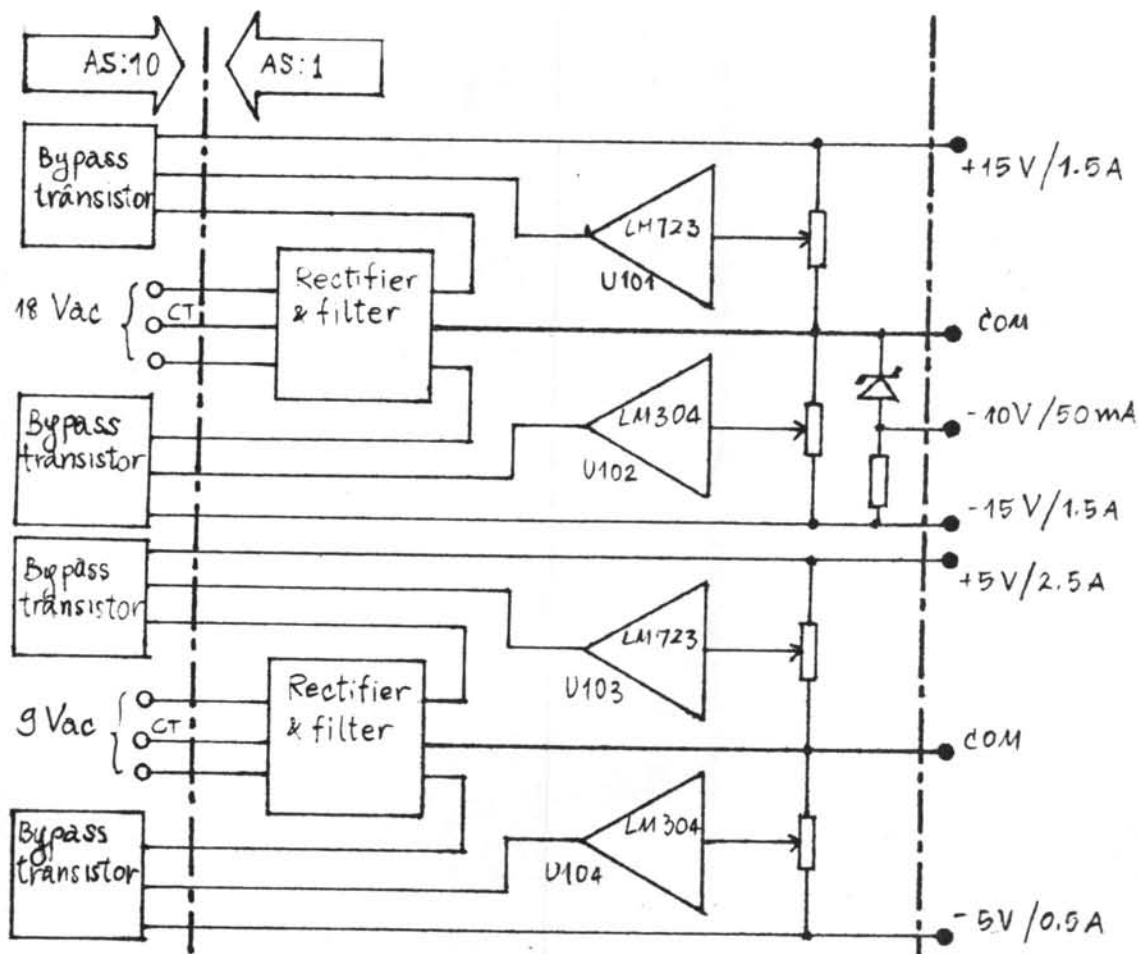 AS:10
AS:1
Bypass
transistor
+15V/1.5A
LM723
U101
18 Vac
CT
Rectifier
& filter
COM
Bypass
transistor
LM304
U102
-10V/50mA
-15V/1.5A
Bypass
transistor
+5V/2.5A
LM723
U103
9 Vac
CT
Rectifier
& filter
COM
Bypass
transistor
LM304
U104
-5V/0.5A